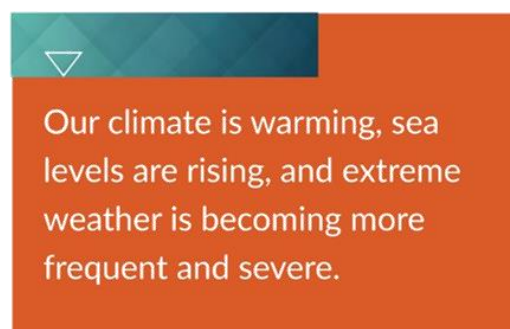 Our climate is warming, sea
levels are rising, and extreme
weather is becoming more
frequent and severe.